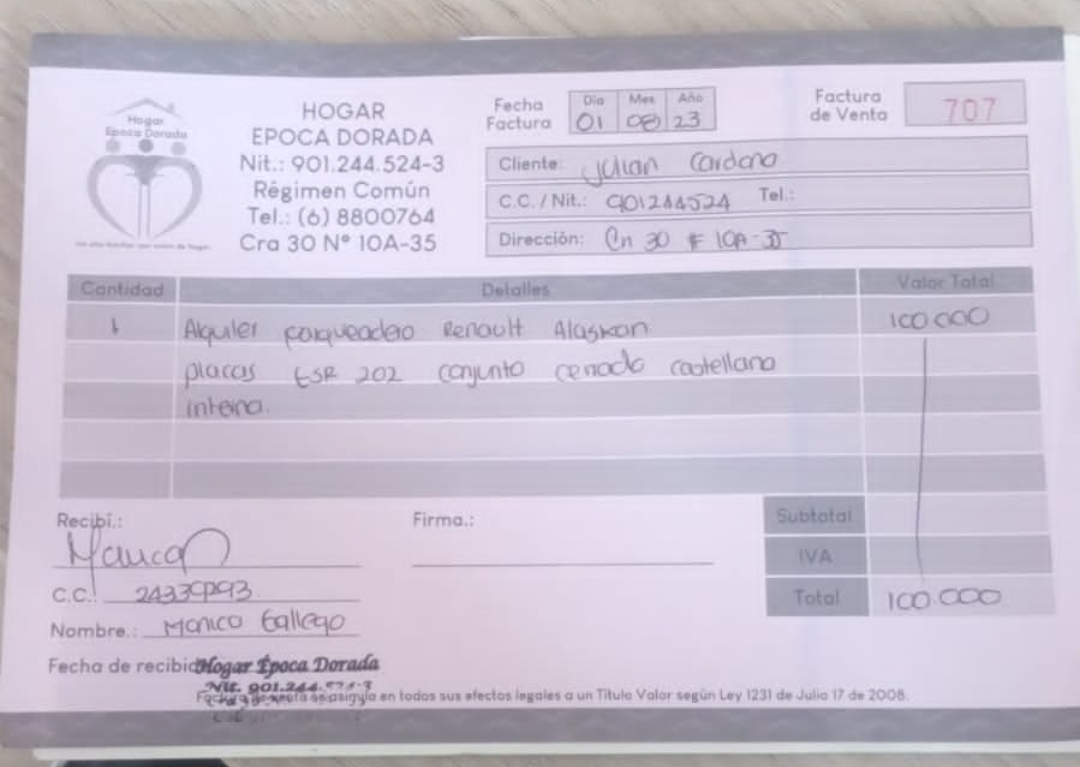 Hogar
Epoca Dorada
HOGAR
EPOCA DORADA
Nit.: 901.244.524-3
Régimen Común
Tel.: (6) 8800764
Cra 30 Nº 10A-35
Fecha Factura
Día Mes Año
01 08 23
Factura de Venta
707
Cliente: Julian Cardona
C.C. / Nit.: 901244524 Tel.:
Dirección: Cn 30 # 10A-35
Cantidad Detalles Valor Total
1 Alquiler parqueadero Renault Alaskan 100 000
placas ESR 202 conjunto cerrado castellana
interna.
Recibí.: Firma.:
Subtotal
IVA
Total 100.000
C.C.:
Nombre.: Monica Gallego
Fecha de recibido
Hogar Época Dorada
Nit. 901.244.524-3
Factura de venta se asimila en todos sus efectos legales a un Título Valor según Ley 1231 de Julio 17 de 2008.